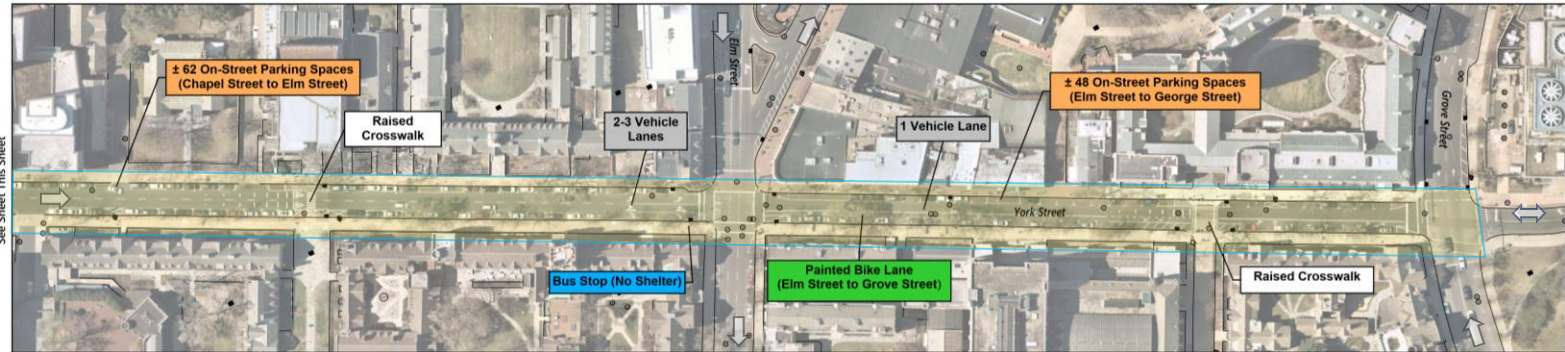 See Sheet This Sheet
± 62 On-Street Parking Spaces
(Chapel Street to Elm Street)
Raised
Crosswalk
2-3 Vehicle
Lanes
Elm Street
1 Vehicle Lane
± 48 On-Street Parking Spaces
(Elm Street to George Street)
Grove Street
York Street
Bus Stop (No Shelter)
Painted Bike Lane
(Elm Street to Grove Street)
Raised Crosswalk